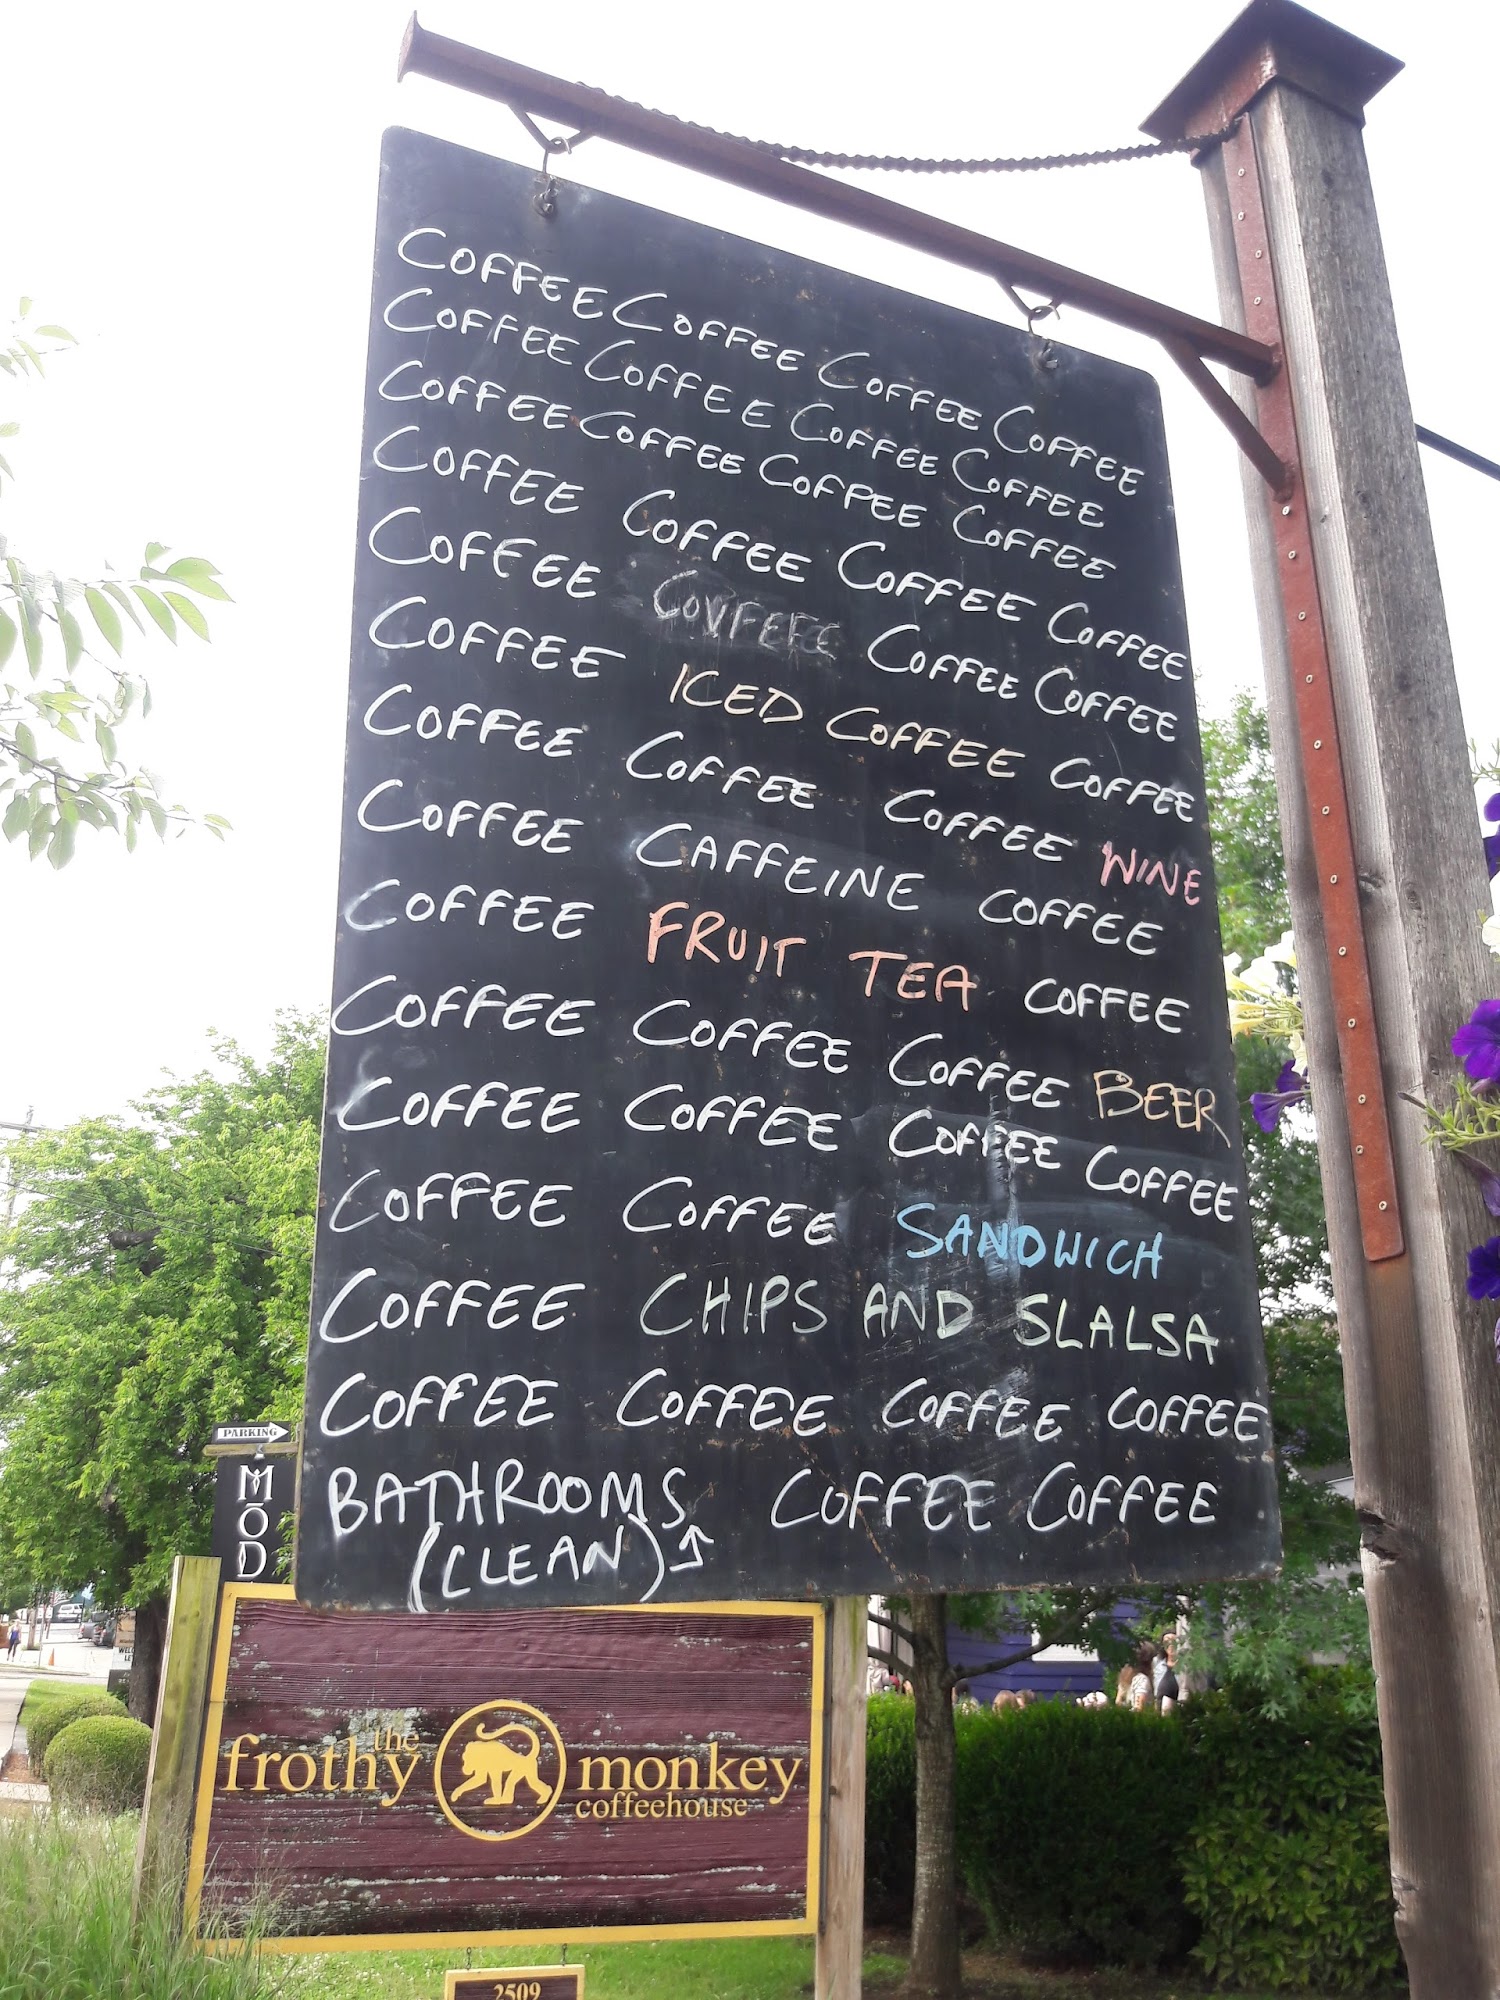 COFFEE COFFEE COFFEE COFFEE
COFFEE COFFEE COFFEE COFFEE
COFFEE COFFEE COFFEE COFFEE
COFFEE COFFEE COFFEE COFFEE
COFFEE COFFEE COFFEE COFFEE
COFFEE ICED COFFEE COFFEE
COFFEE COFFEE COFFEE WINE
COFFEE CAFFEINE COFFEE
COFFEE FRUIT TEA COFFEE
COFFEE COFFEE COFFEE BEER
COFFEE COFFEE COFFEE COFFEE
COFFEE COFFEE SANDWICH
COFFEE CHIPS AND SLALSA
COFFEE COFFEE COFFEE COFFEE
BATHROOMS COFFEE COFFEE
(CLEAN)
PARKING
MŌD
the frothy monkey
coffeehouse
2509